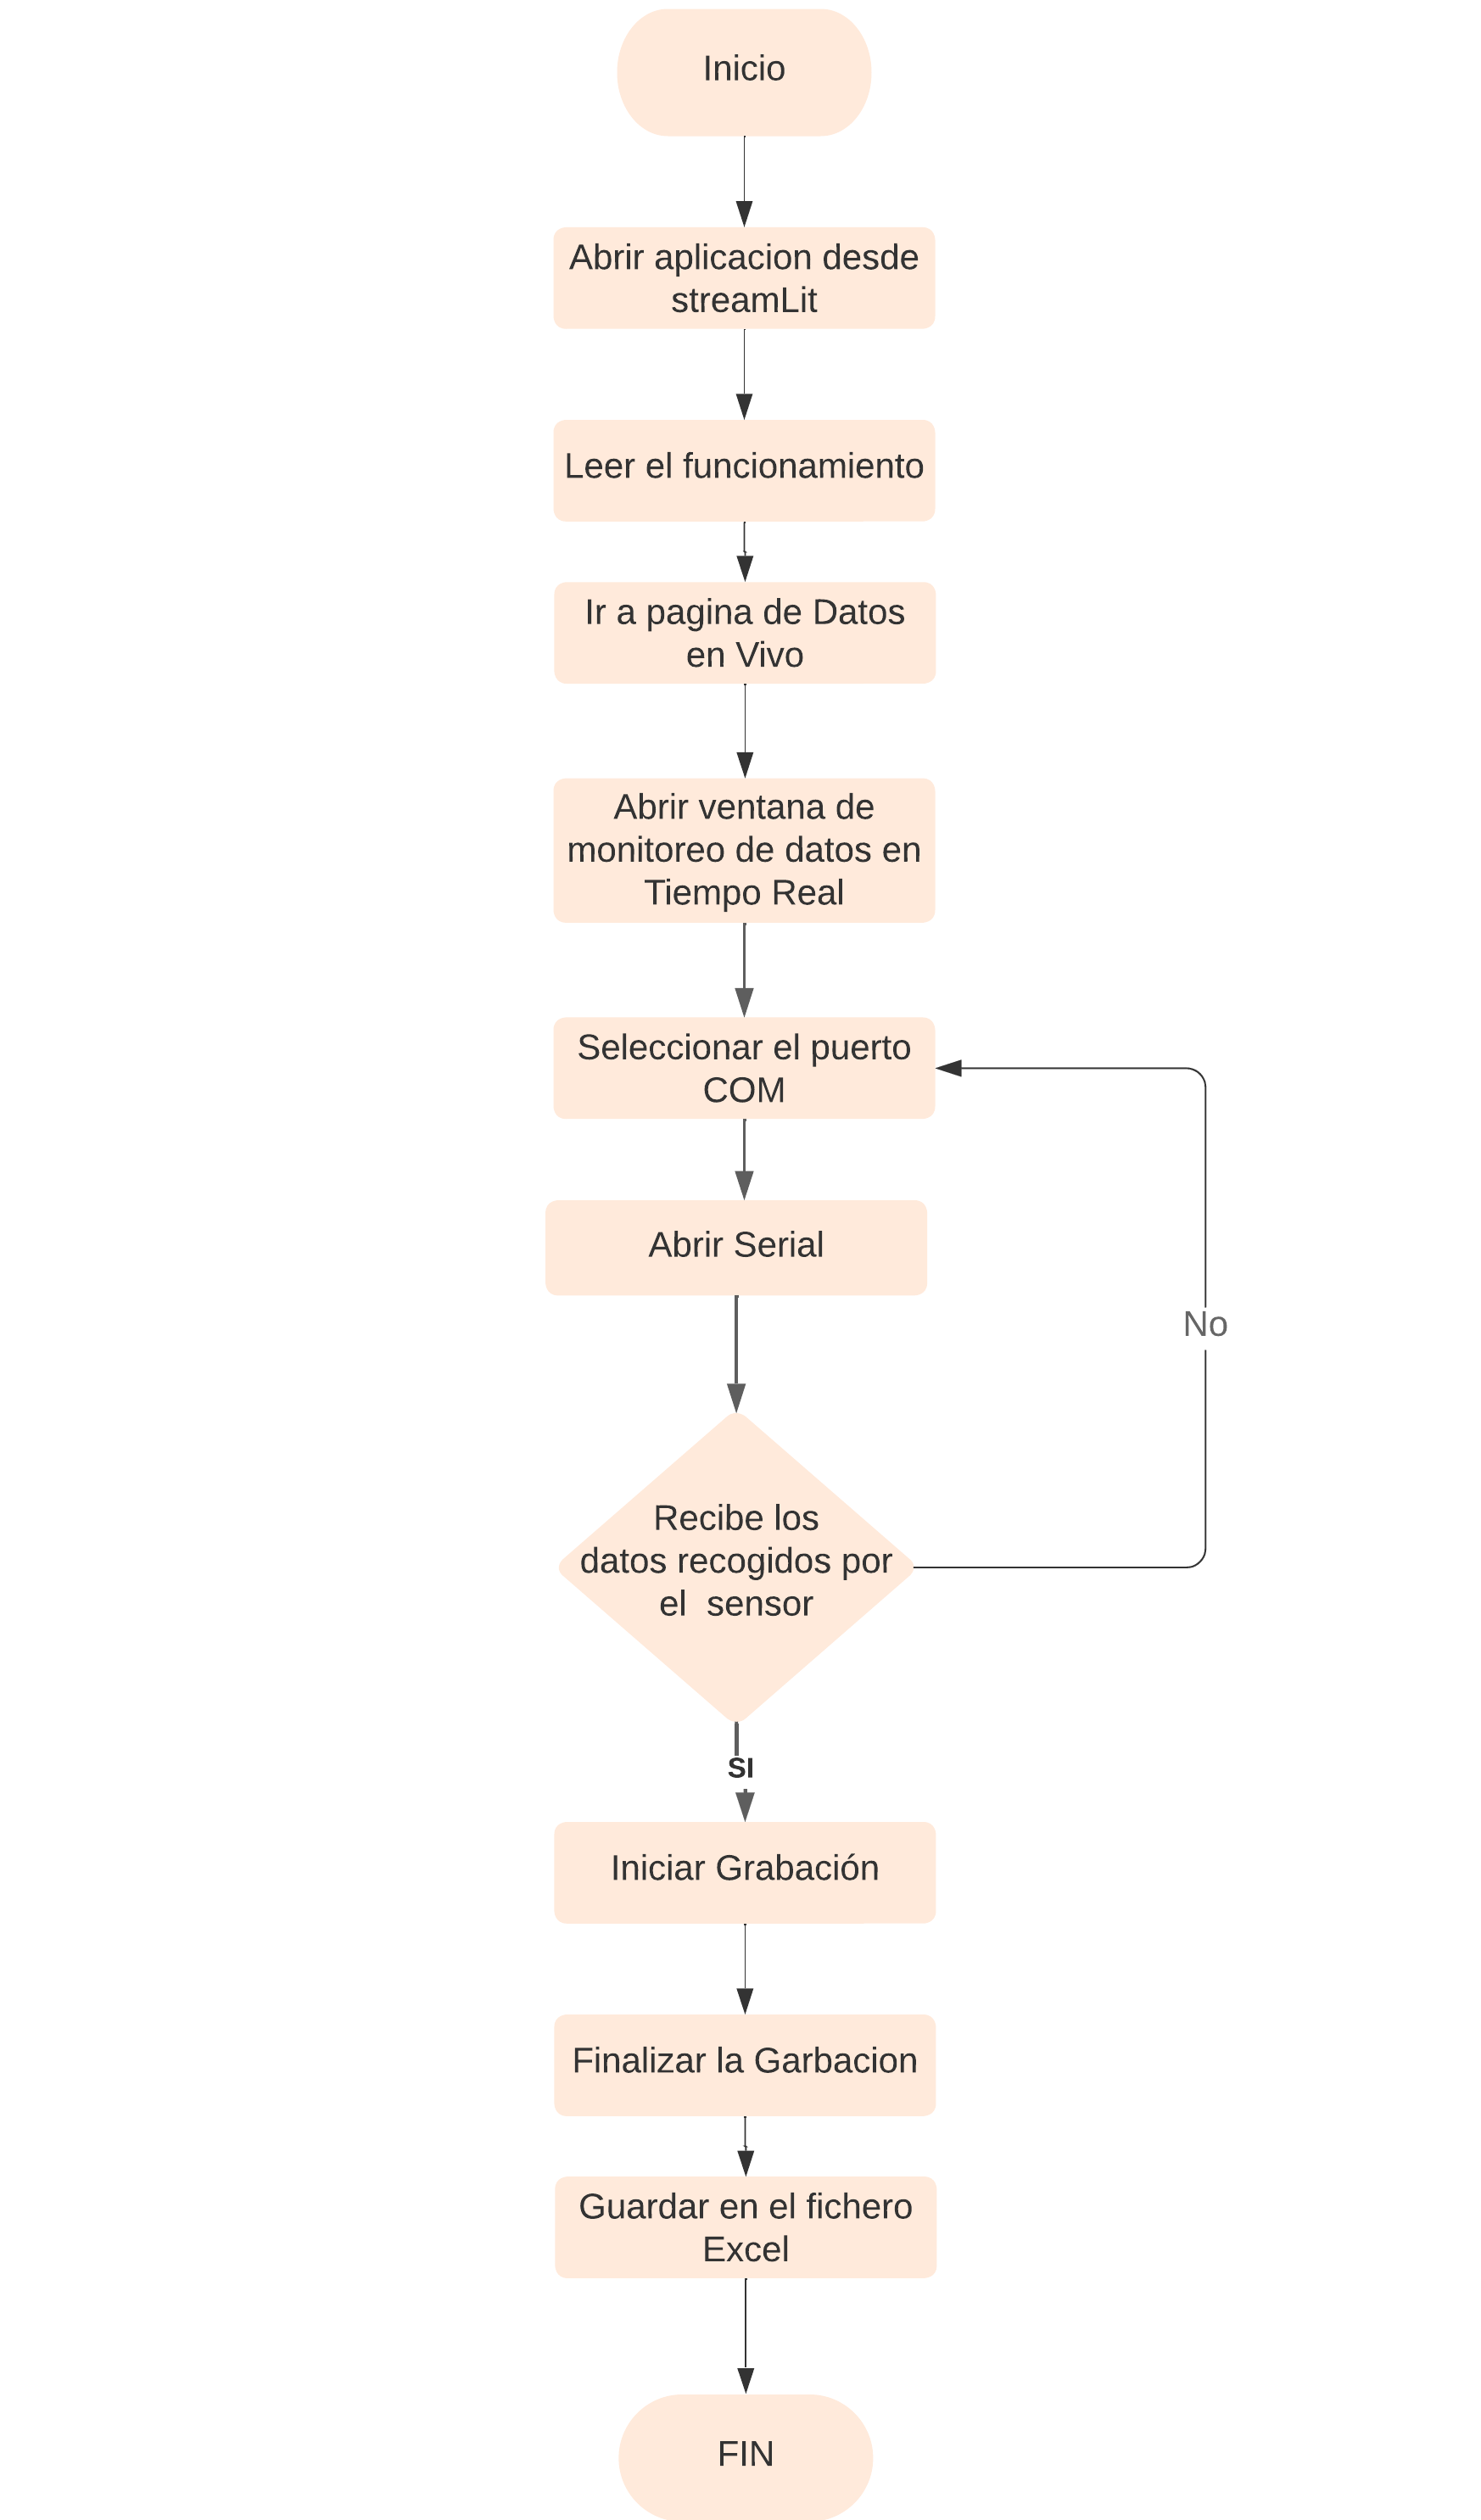 Inicio
Abrir aplicacion desde
streamLit
Leer el funcionamiento
Ir a pagina de Datos
en Vivo
Abrir ventana de
monitoreo de datos en
Tiempo Real
Seleccionar el puerto
COM
Abrir Serial
No
Recibe los
datos recogidos por
el  sensor
SI
Iniciar Grabación
Finalizar la Garbacion
Guardar en el fichero
Excel
FIN